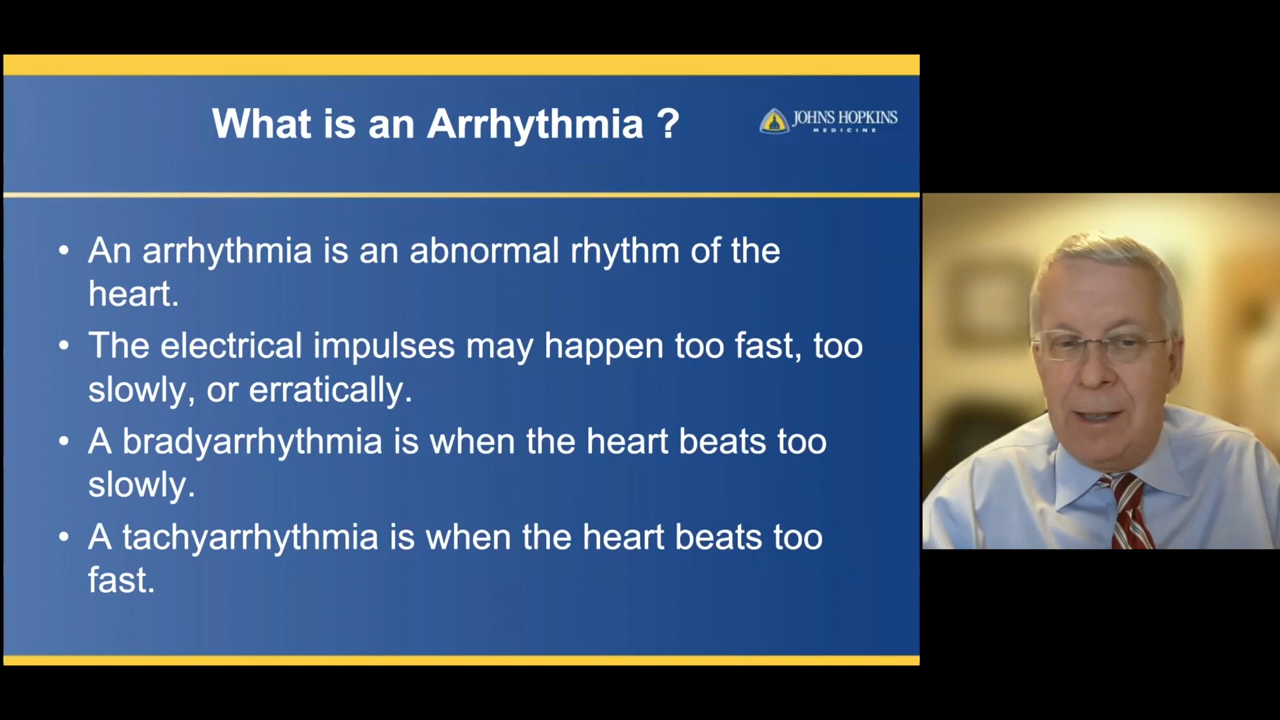 What is an Arrhythmia ?
JOHNS HOPKINS
MEDICINE
• An arrhythmia is an abnormal rhythm of the
heart.
• The electrical impulses may happen too fast, too
slowly, or erratically.
• A bradyarrhythmia is when the heart beats too
slowly.
• A tachyarrhythmia is when the heart beats too
fast.